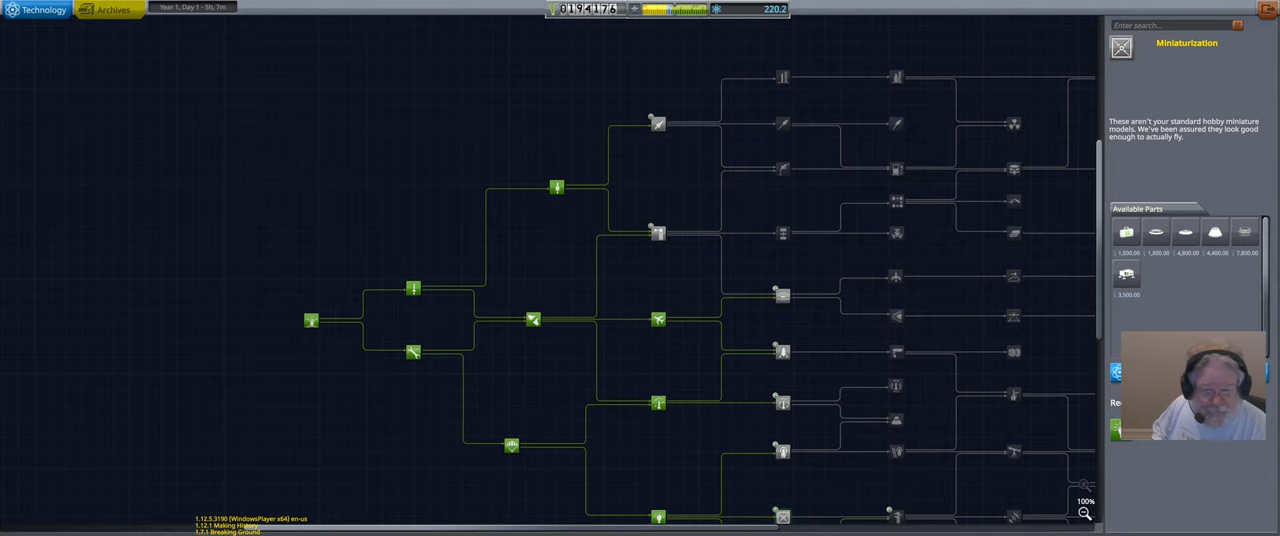 Technology
Archives
Year 1, Day 1 - 5h, 7m
0194176
220.2
Enter search...
Miniaturization
These aren't your standard hobby miniature
models. We've been assured they look good
enough to actually fly.
Available Parts
1,500.00 1,800.00 4,800.00 4,400.00 7,800.00
3,500.00
Re
100%
1.12.5.3190 (WindowsPlayer x64) en-us
1.12.1 Making History
1.7.1 Breaking Ground